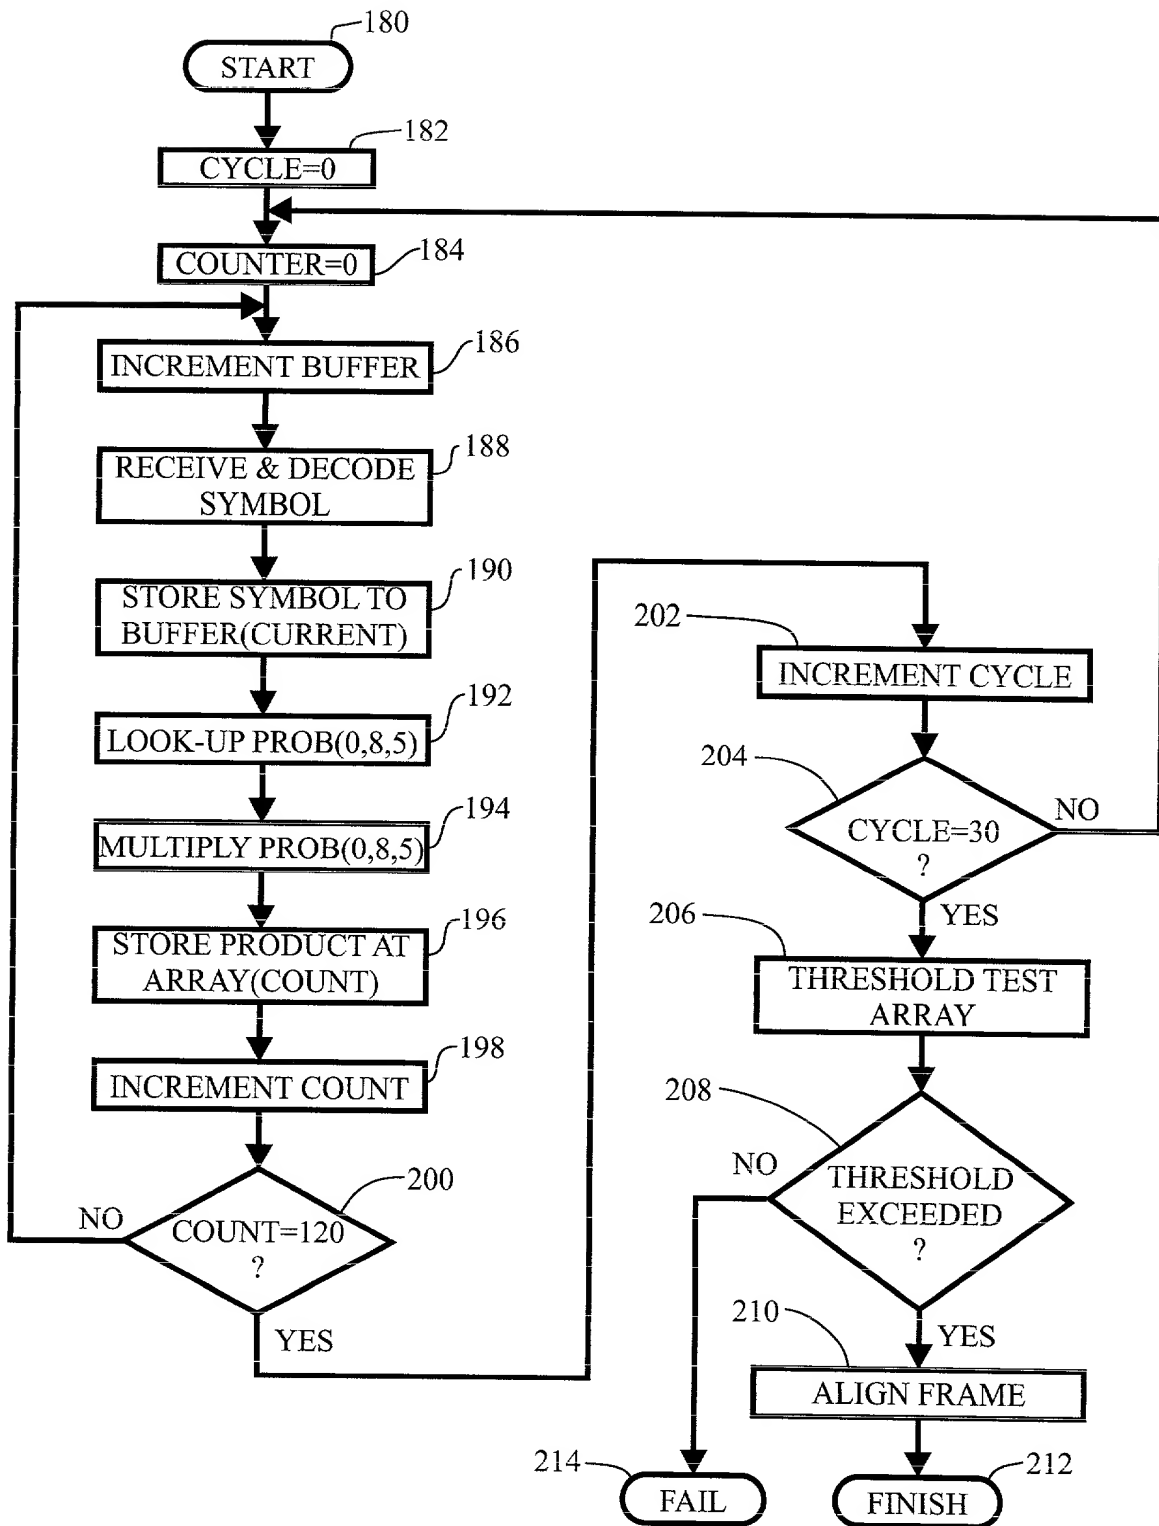 180
START
182
CYCLE=0
184
COUNTER=0
186
INCREMENT BUFFER
188
RECEIVE & DECODE
SYMBOL
190
STORE SYMBOL TO
BUFFER(CURRENT)
192
LOOK-UP PROB(0,8,5)
194
MULTIPLY PROB(0,8,5)
196
STORE PRODUCT AT
ARRAY(COUNT)
198
INCREMENT COUNT
200
NO
COUNT=120
?
YES
202
INCREMENT CYCLE
204
NO
CYCLE=30
?
YES
206
THRESHOLD TEST
ARRAY
208
NO
THRESHOLD
EXCEEDED
?
YES
210
ALIGN FRAME
214
FAIL
212
FINISH